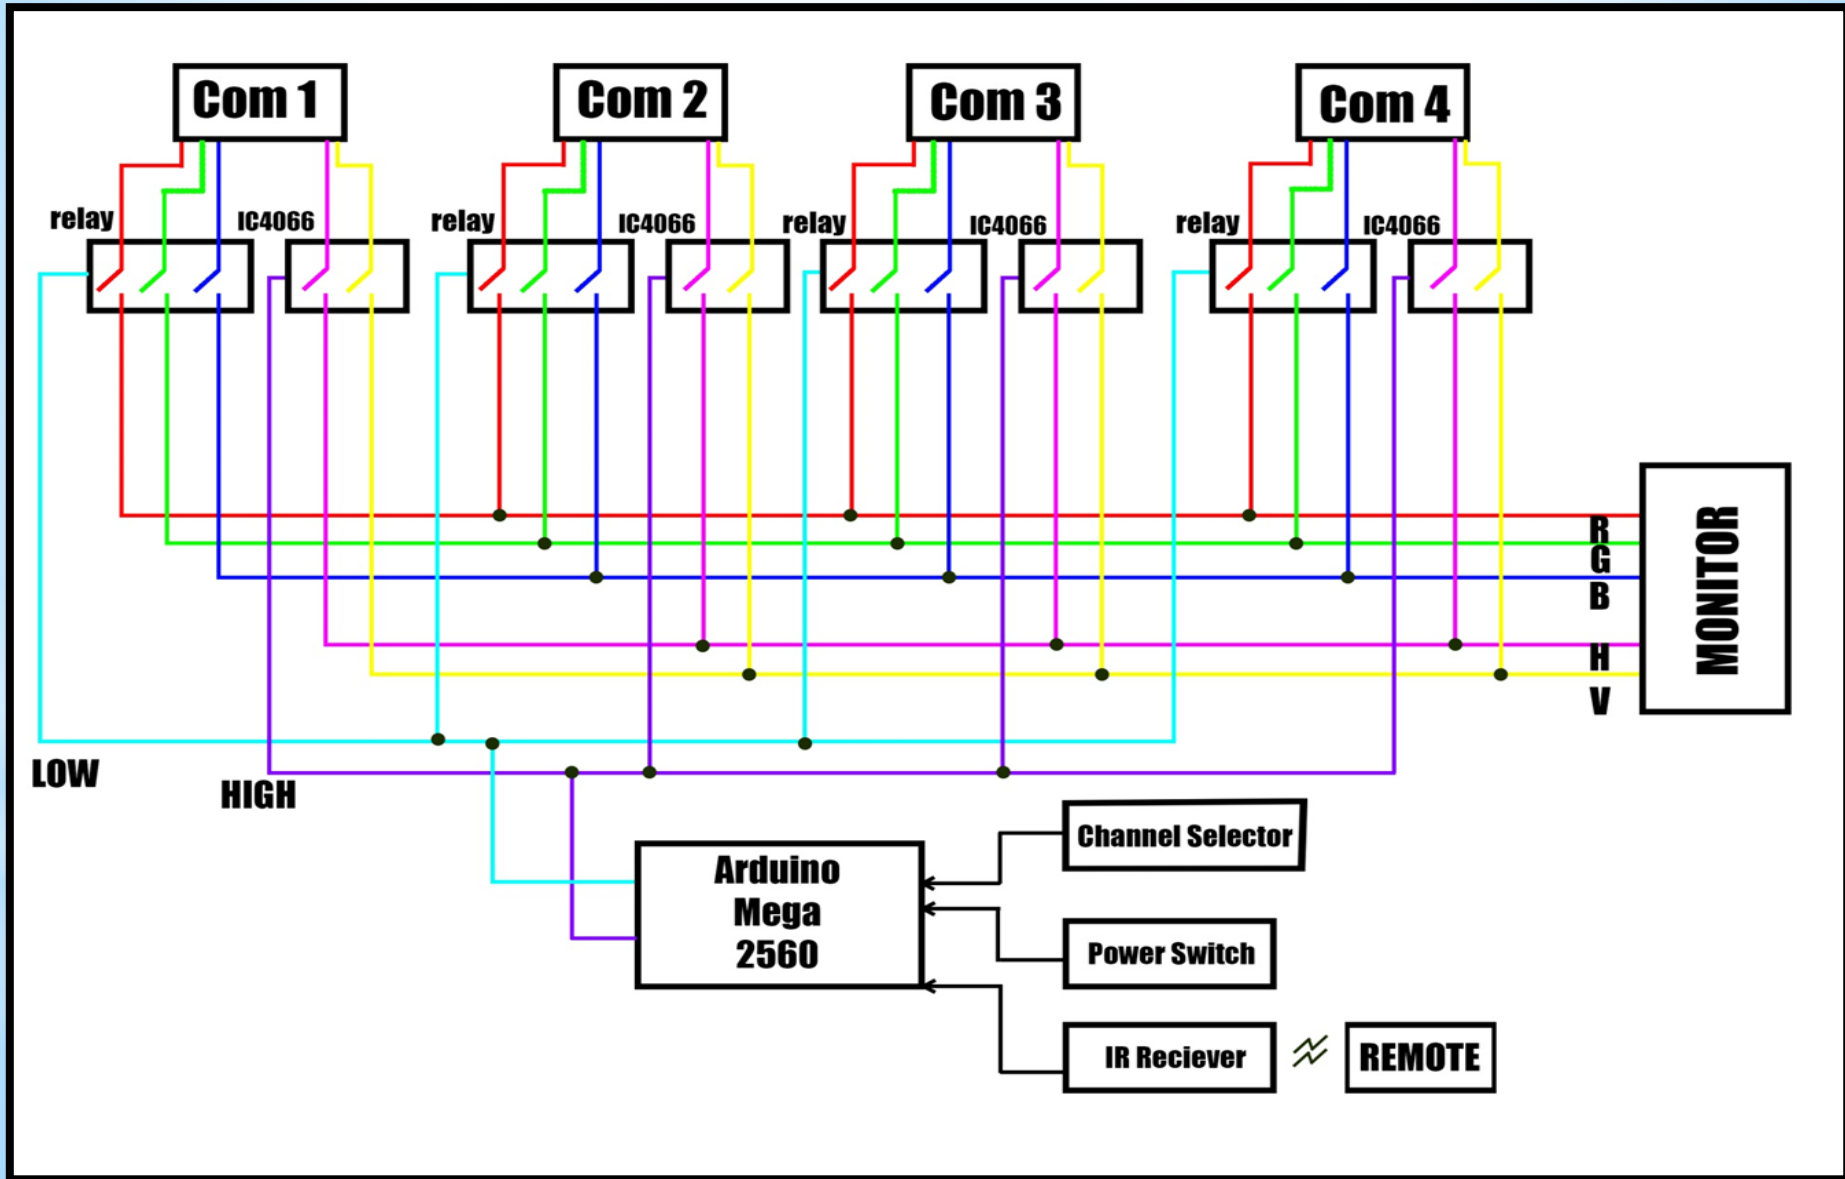 Com 1
Com 2
Com 3
Com 4
relay
IC4066
relay
IC4066
relay
IC4066
relay
IC4066
R
G
B
H
V
MONITOR
LOW
HIGH
Arduino
Mega
2560
Channel Selector
Power Switch
IR Reciever
REMOTE